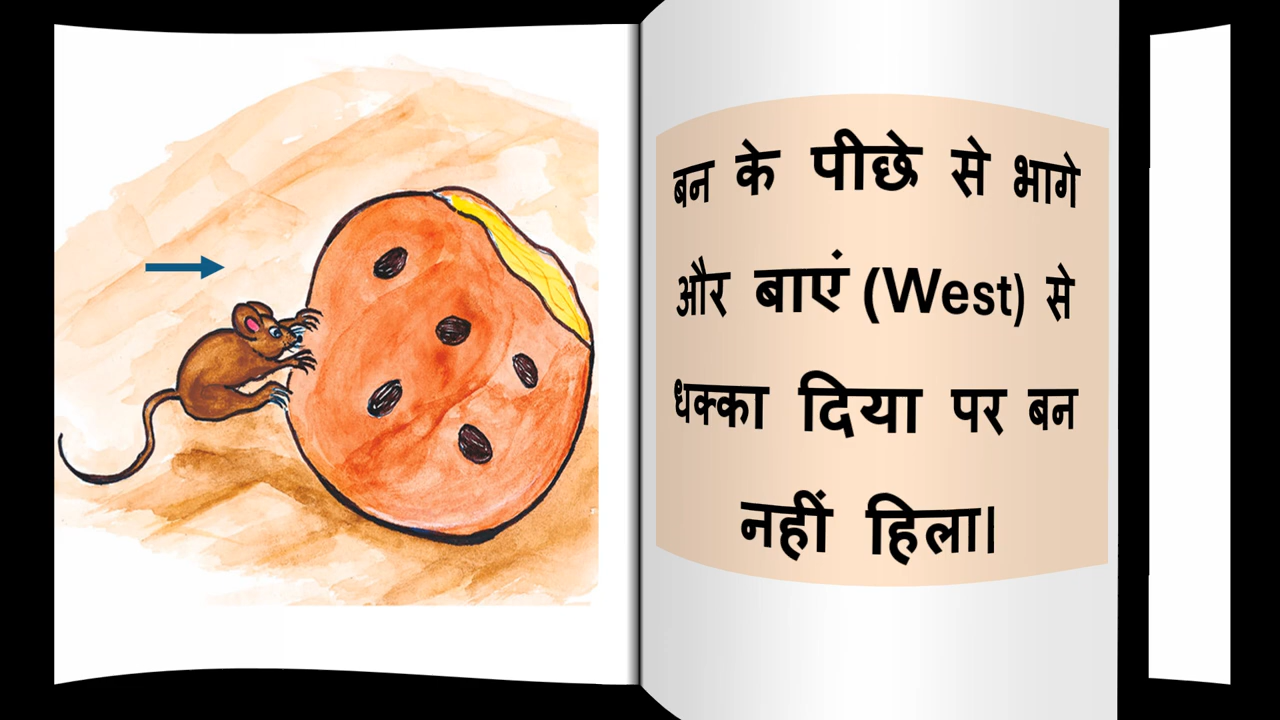 बन के पीछे से भागे
और बाएं (West) से
धक्का दिया पर बन
नहीं हिला।